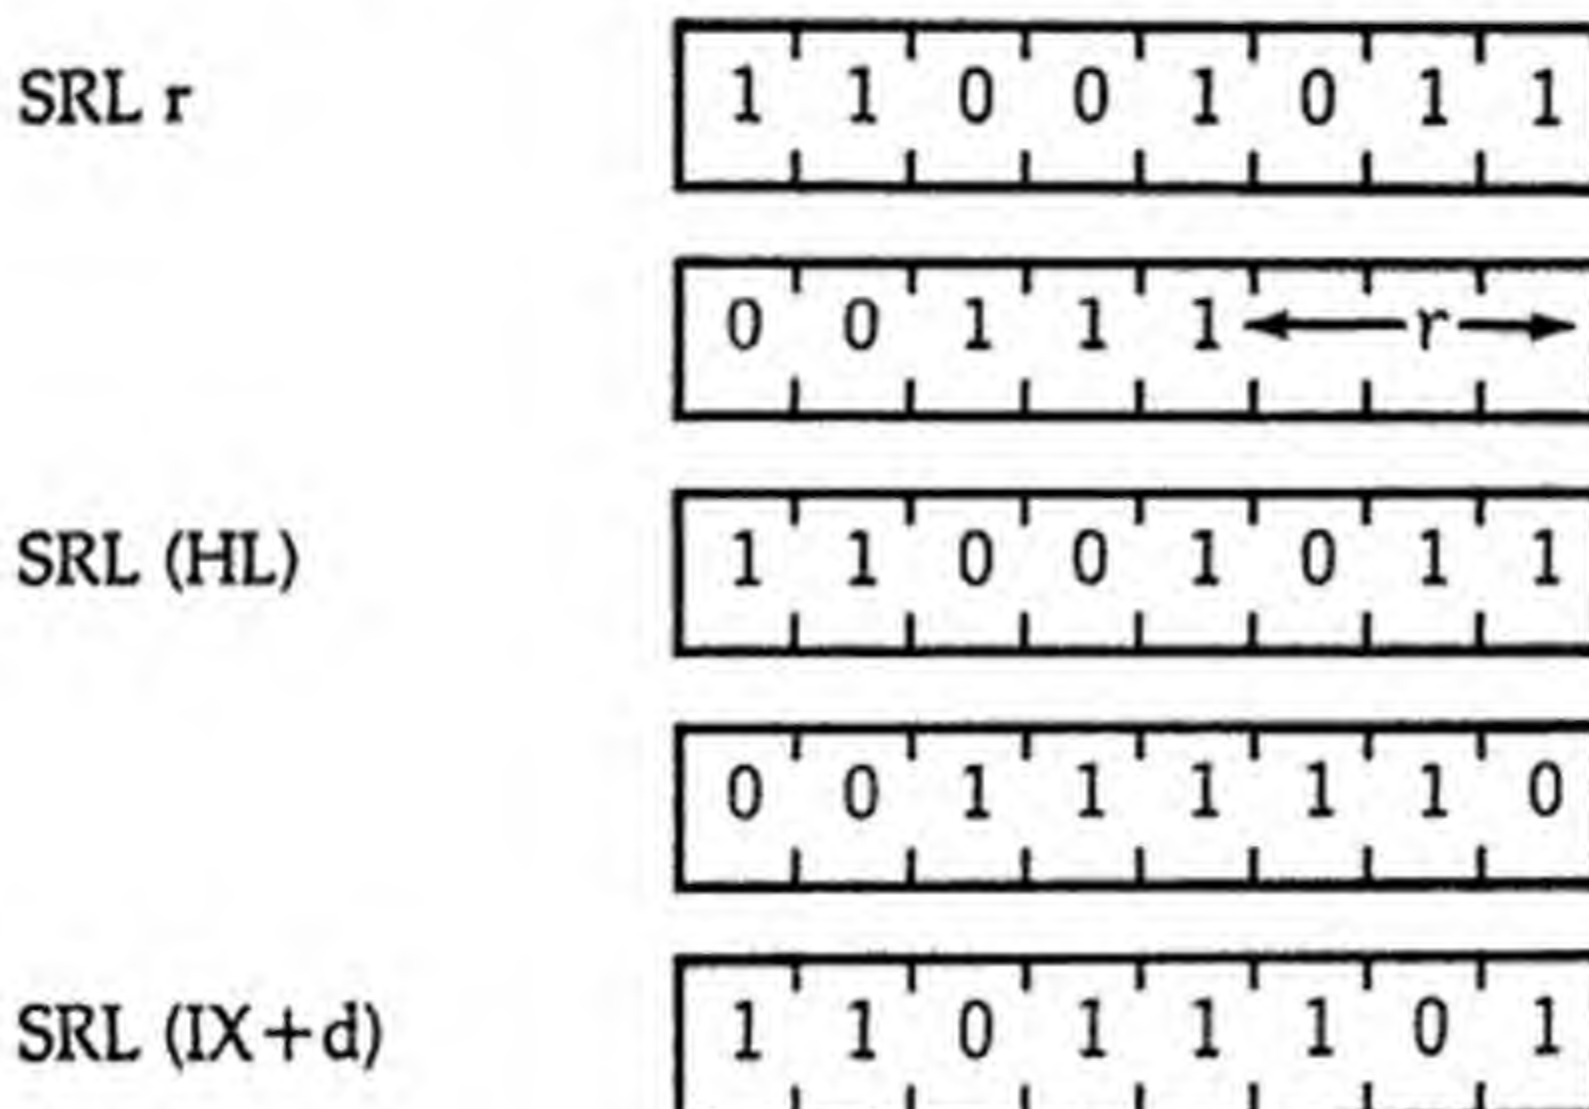 SRL r 1 1 0 0 1 0 1 1
0 0 1 1 1 r
SRL (HL) 1 1 0 0 1 0 1 1
0 0 1 1 1 1 1 0
SRL (IX+d) 1 1 0 1 1 1 0 1